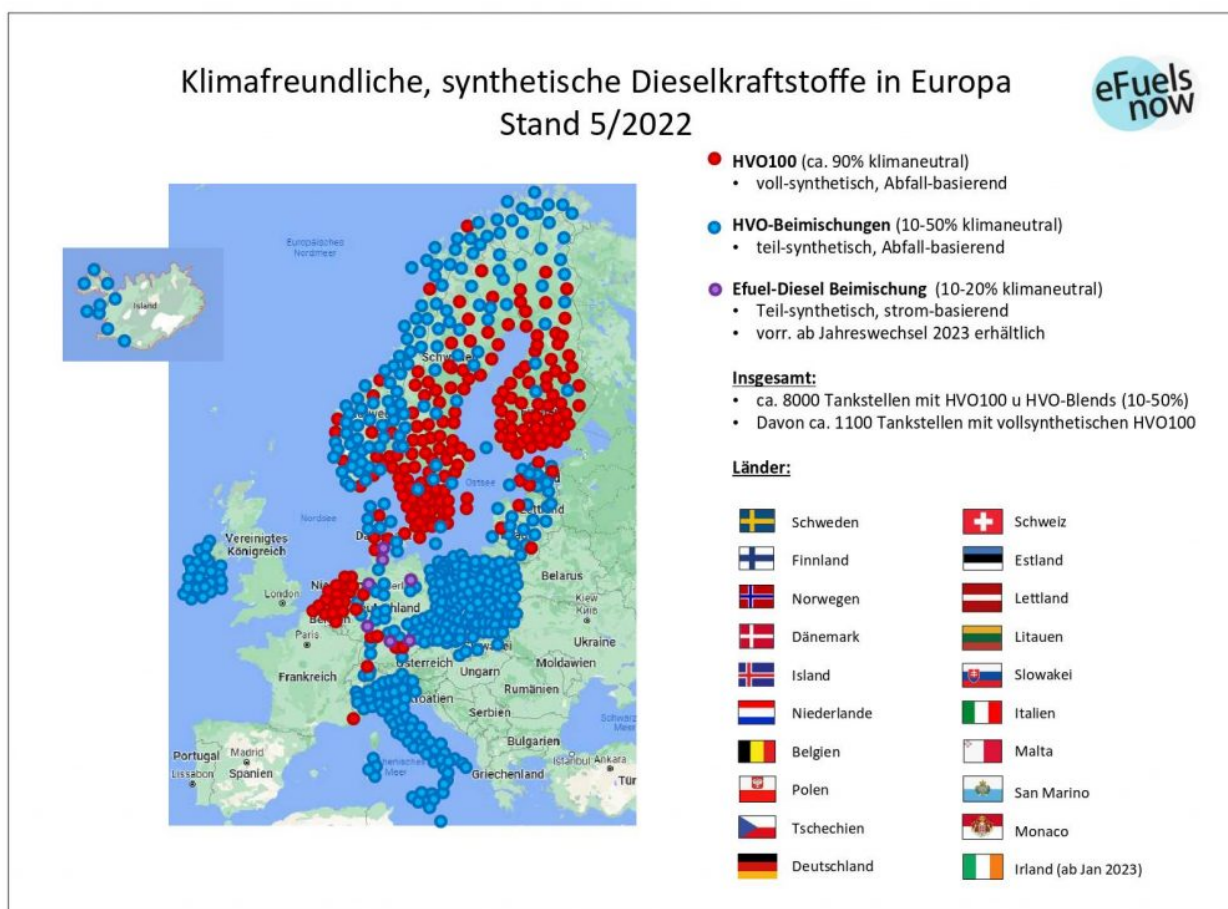 Klimafreundliche, synthetische Dieselkraftstoffe in Europa
Stand 5/2022
eFuels
now
HVO100 (ca. 90% klimaneutral)
• voll-synthetisch, Abfall-basierend
HVO-Beimischungen (10-50% klimaneutral)
• teil-synthetisch, Abfall-basierend
Efuel-Diesel Beimischung (10-20% klimaneutral)
• Teil-synthetisch, strom-basierend
• vorr. ab Jahreswechsel 2023 erhältlich
Insgesamt:
• ca. 8000 Tankstellen mit HVO100 u HVO-Blends (10-50%)
• Davon ca. 1100 Tankstellen mit vollsynthetischen HVO100
Länder:
Schweden
Finnland
Norwegen
Dänemark
Island
Niederlande
Belgien
Polen
Tschechien
Deutschland
Schweiz
Estland
Lettland
Litauen
Slowakei
Italien
Malta
San Marino
Monaco
Irland (ab Jan 2023)
Europäisches
Nordmeer
Island
Nordsee
Ostsee
Vereinigtes
Königreich
London
Paris
Frankreich
Belarus
Kiew
Київ
Ukraine
Österreich
Ungarn
Moldawien
Rumänien
Serbien
Bulgarien
Istanbul
Ankara
Griechenland
Portugal
Lissabon
Madrid
Spanien